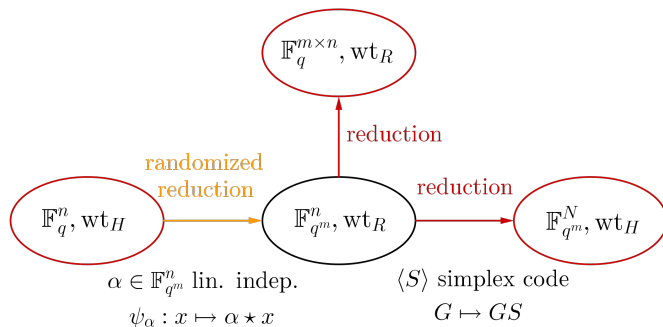 𝔽_q^{m×n}, wt_R
reduction
randomized
reduction
reduction
𝔽_q^n, wt_H
𝔽_{q^m}^n, wt_R
𝔽_{q^m}^N, wt_H
α ∈ 𝔽_{q^m}^n lin. indep.
⟨S⟩ simplex code
ψ_α : x ↦ α ⋆ x
G ↦ GS